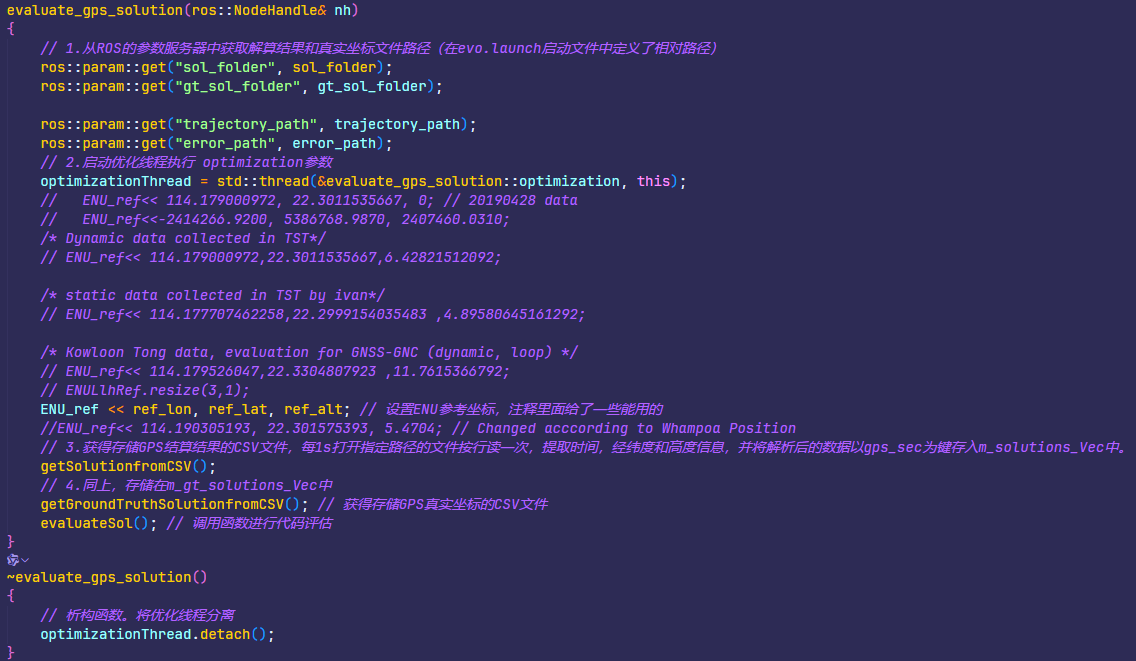 evaluate_gps_solution(ros::NodeHandle& nh)
{
    // 1.从ROS的参数服务器中获取解算结果和真实坐标文件路径（在evo.launch启动文件中定义了相对路径）
    ros::param::get("sol_folder", sol_folder);
    ros::param::get("gt_sol_folder", gt_sol_folder);

    ros::param::get("trajectory_path", trajectory_path);
    ros::param::get("error_path", error_path);
    // 2.启动优化线程执行 optimization参数
    optimizationThread = std::thread(&evaluate_gps_solution::optimization, this);
    //   ENU_ref<< 114.179000972, 22.3011535667, 0; // 20190428 data
    //   ENU_ref<<-2414266.9200, 5386768.9870, 2407460.0310;
    /* Dynamic data collected in TST*/
    // ENU_ref<< 114.179000972,22.3011535667,6.42821512092;

    /* static data collected in TST by ivan*/
    // ENU_ref<< 114.177707462258,22.2999154035483 ,4.89580645161292;

    /* Kowloon Tong data, evaluation for GNSS-GNC (dynamic, loop) */
    // ENU_ref<< 114.179526047,22.3304807923 ,11.7615366792;
    // ENULlhRef.resize(3,1);
    ENU_ref << ref_lon, ref_lat, ref_alt; // 设置ENU参考坐标，注释里面给了一些能用的
    //ENU_ref<< 114.190305193, 22.301575393, 5.4704; // Changed acccording to Whampoa Position
    // 3.获得存储GPS结算结果的CSV文件，每1s打开指定路径的文件按行读一次，提取时间，经纬度和高度信息，并将解析后的数据以gps_sec为键存入m_solutions_Vec中。
    getSolutionfromCSV();
    // 4.同上，存储在m_gt_solutions_Vec中
    getGroundTruthSolutionfromCSV(); // 获得存储GPS真实坐标的CSV文件
    evaluateSol(); // 调用函数进行代码评估
}
~evaluate_gps_solution()
{
    // 析构函数。将优化线程分离
    optimizationThread.detach();
}